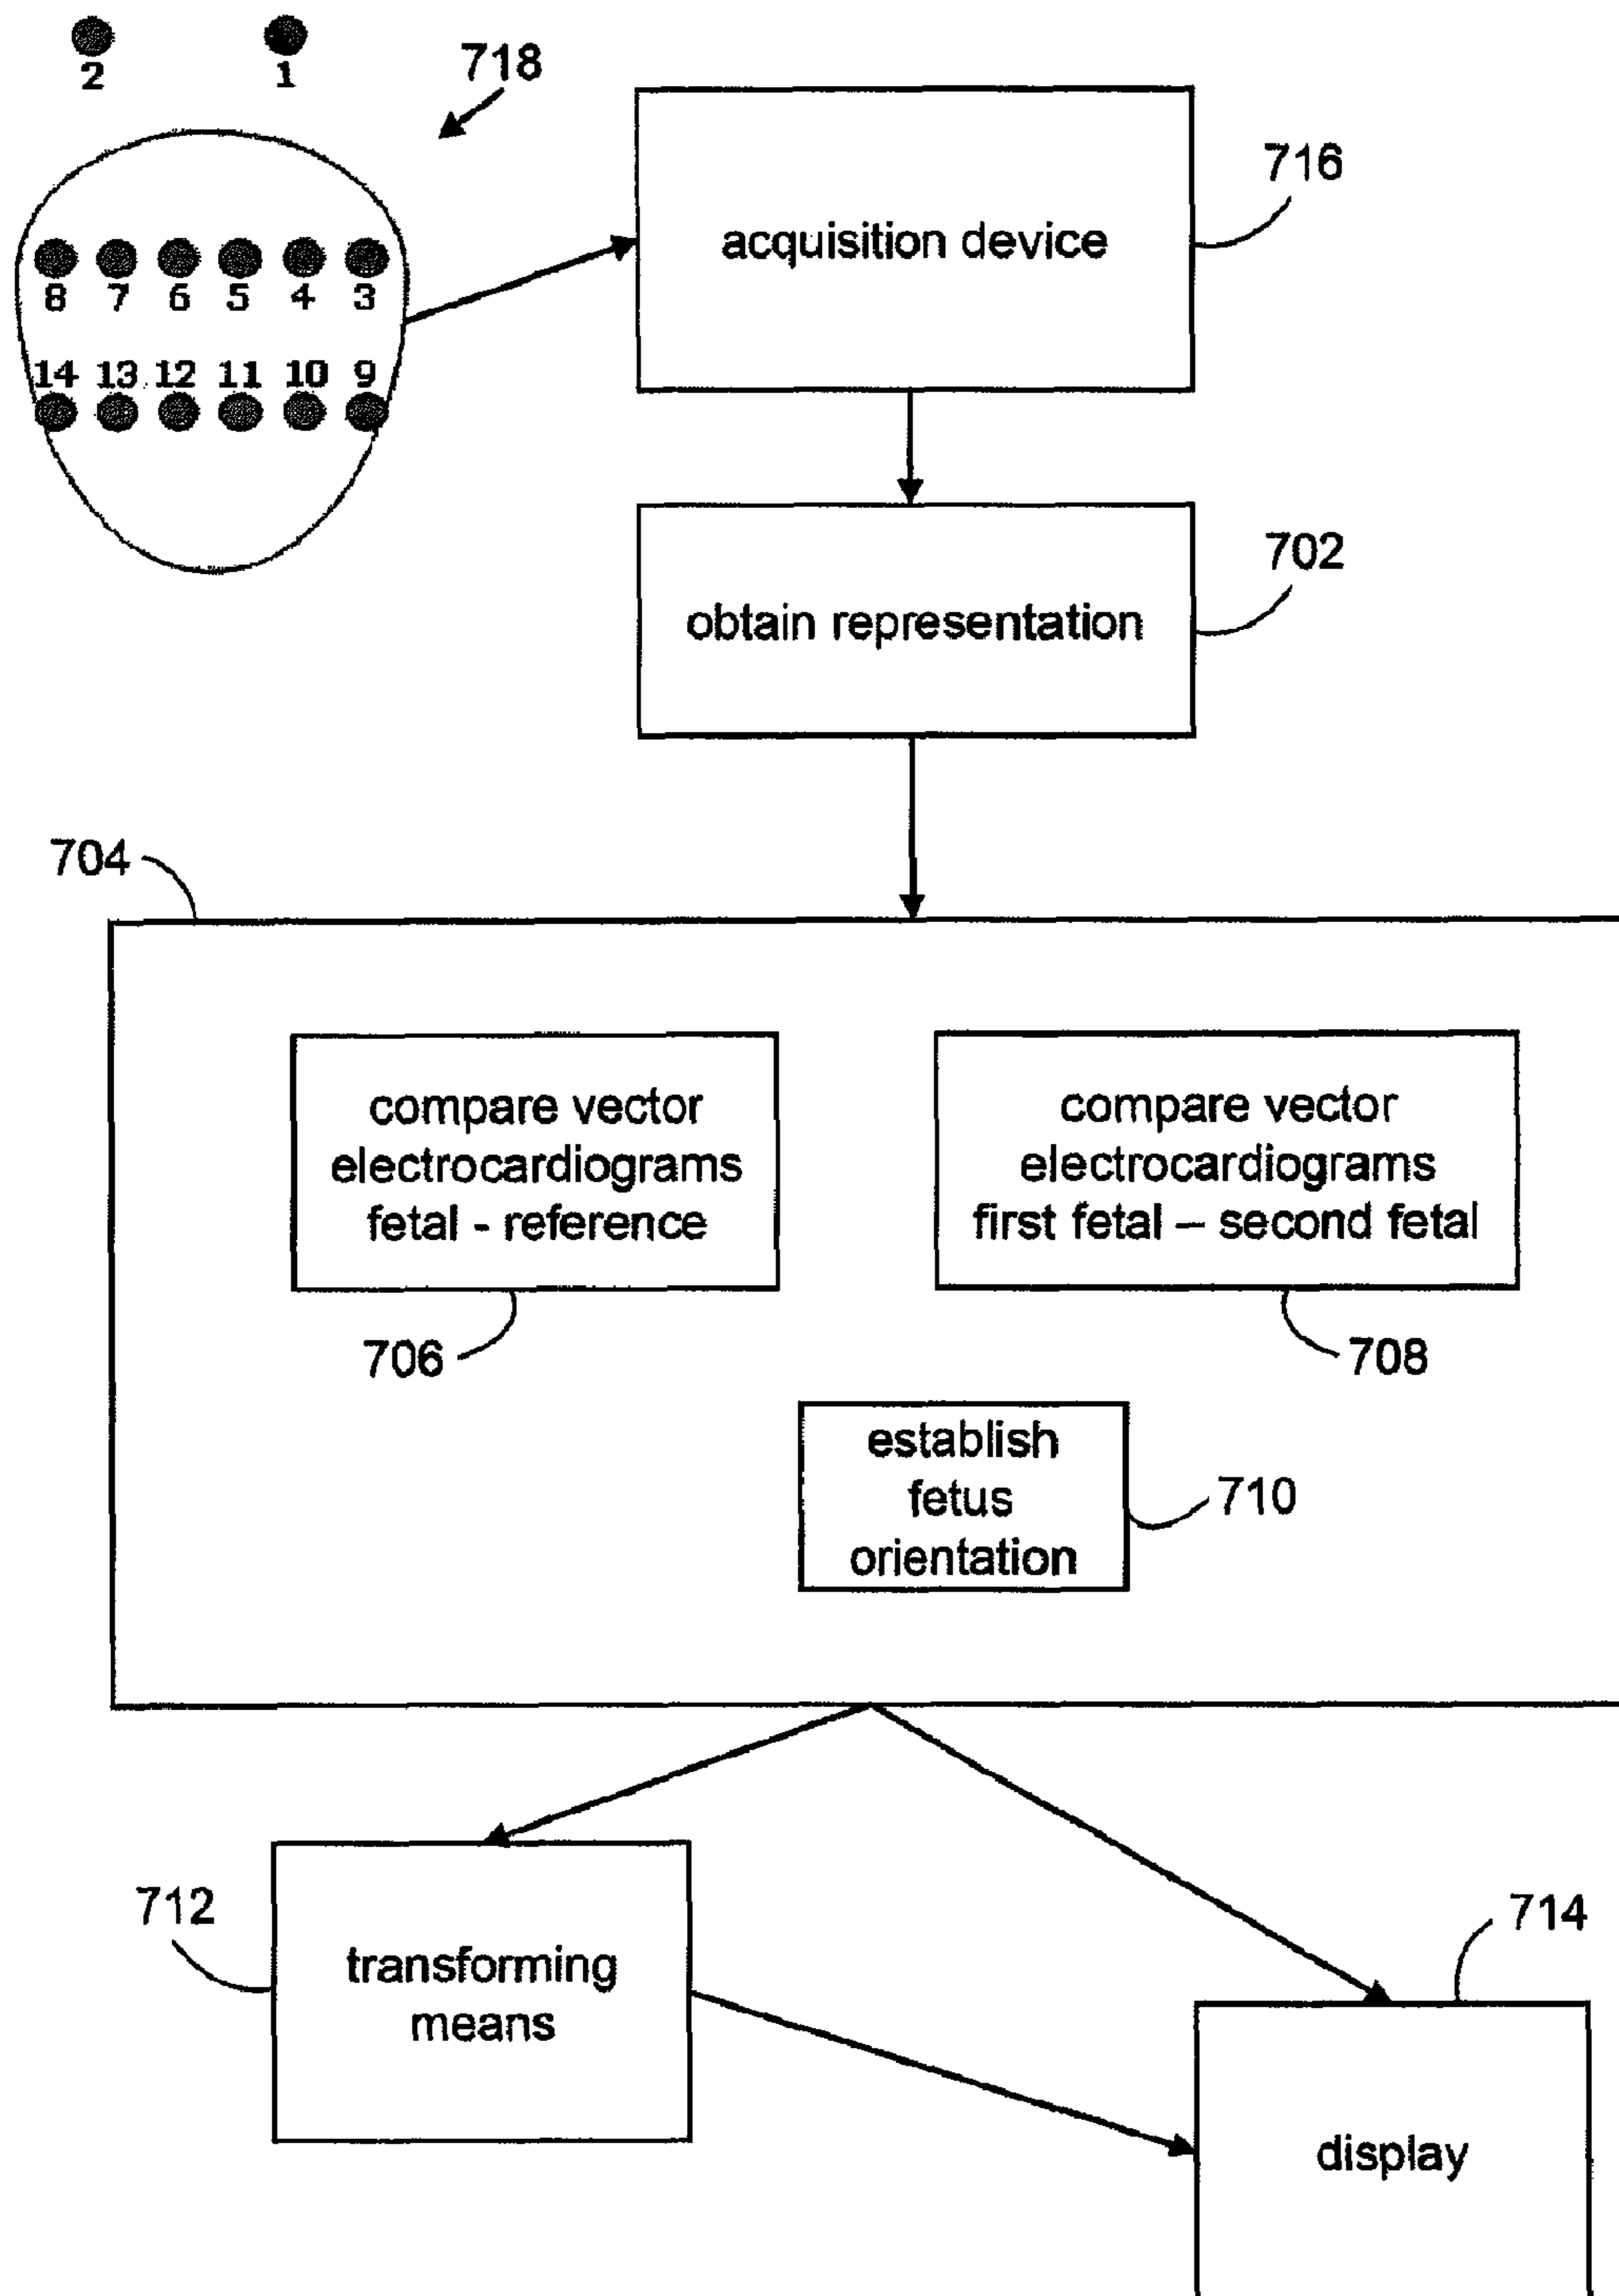 2 1
718
acquisition device
716
8 7 6 5 4 3
14 13 12 11 10 9
obtain representation
702
704
compare vector
electrocardiograms
fetal - reference
706
compare vector
electrocardiograms
first fetal – second fetal
708
establish
fetus
orientation
710
712
transforming
means
714
display